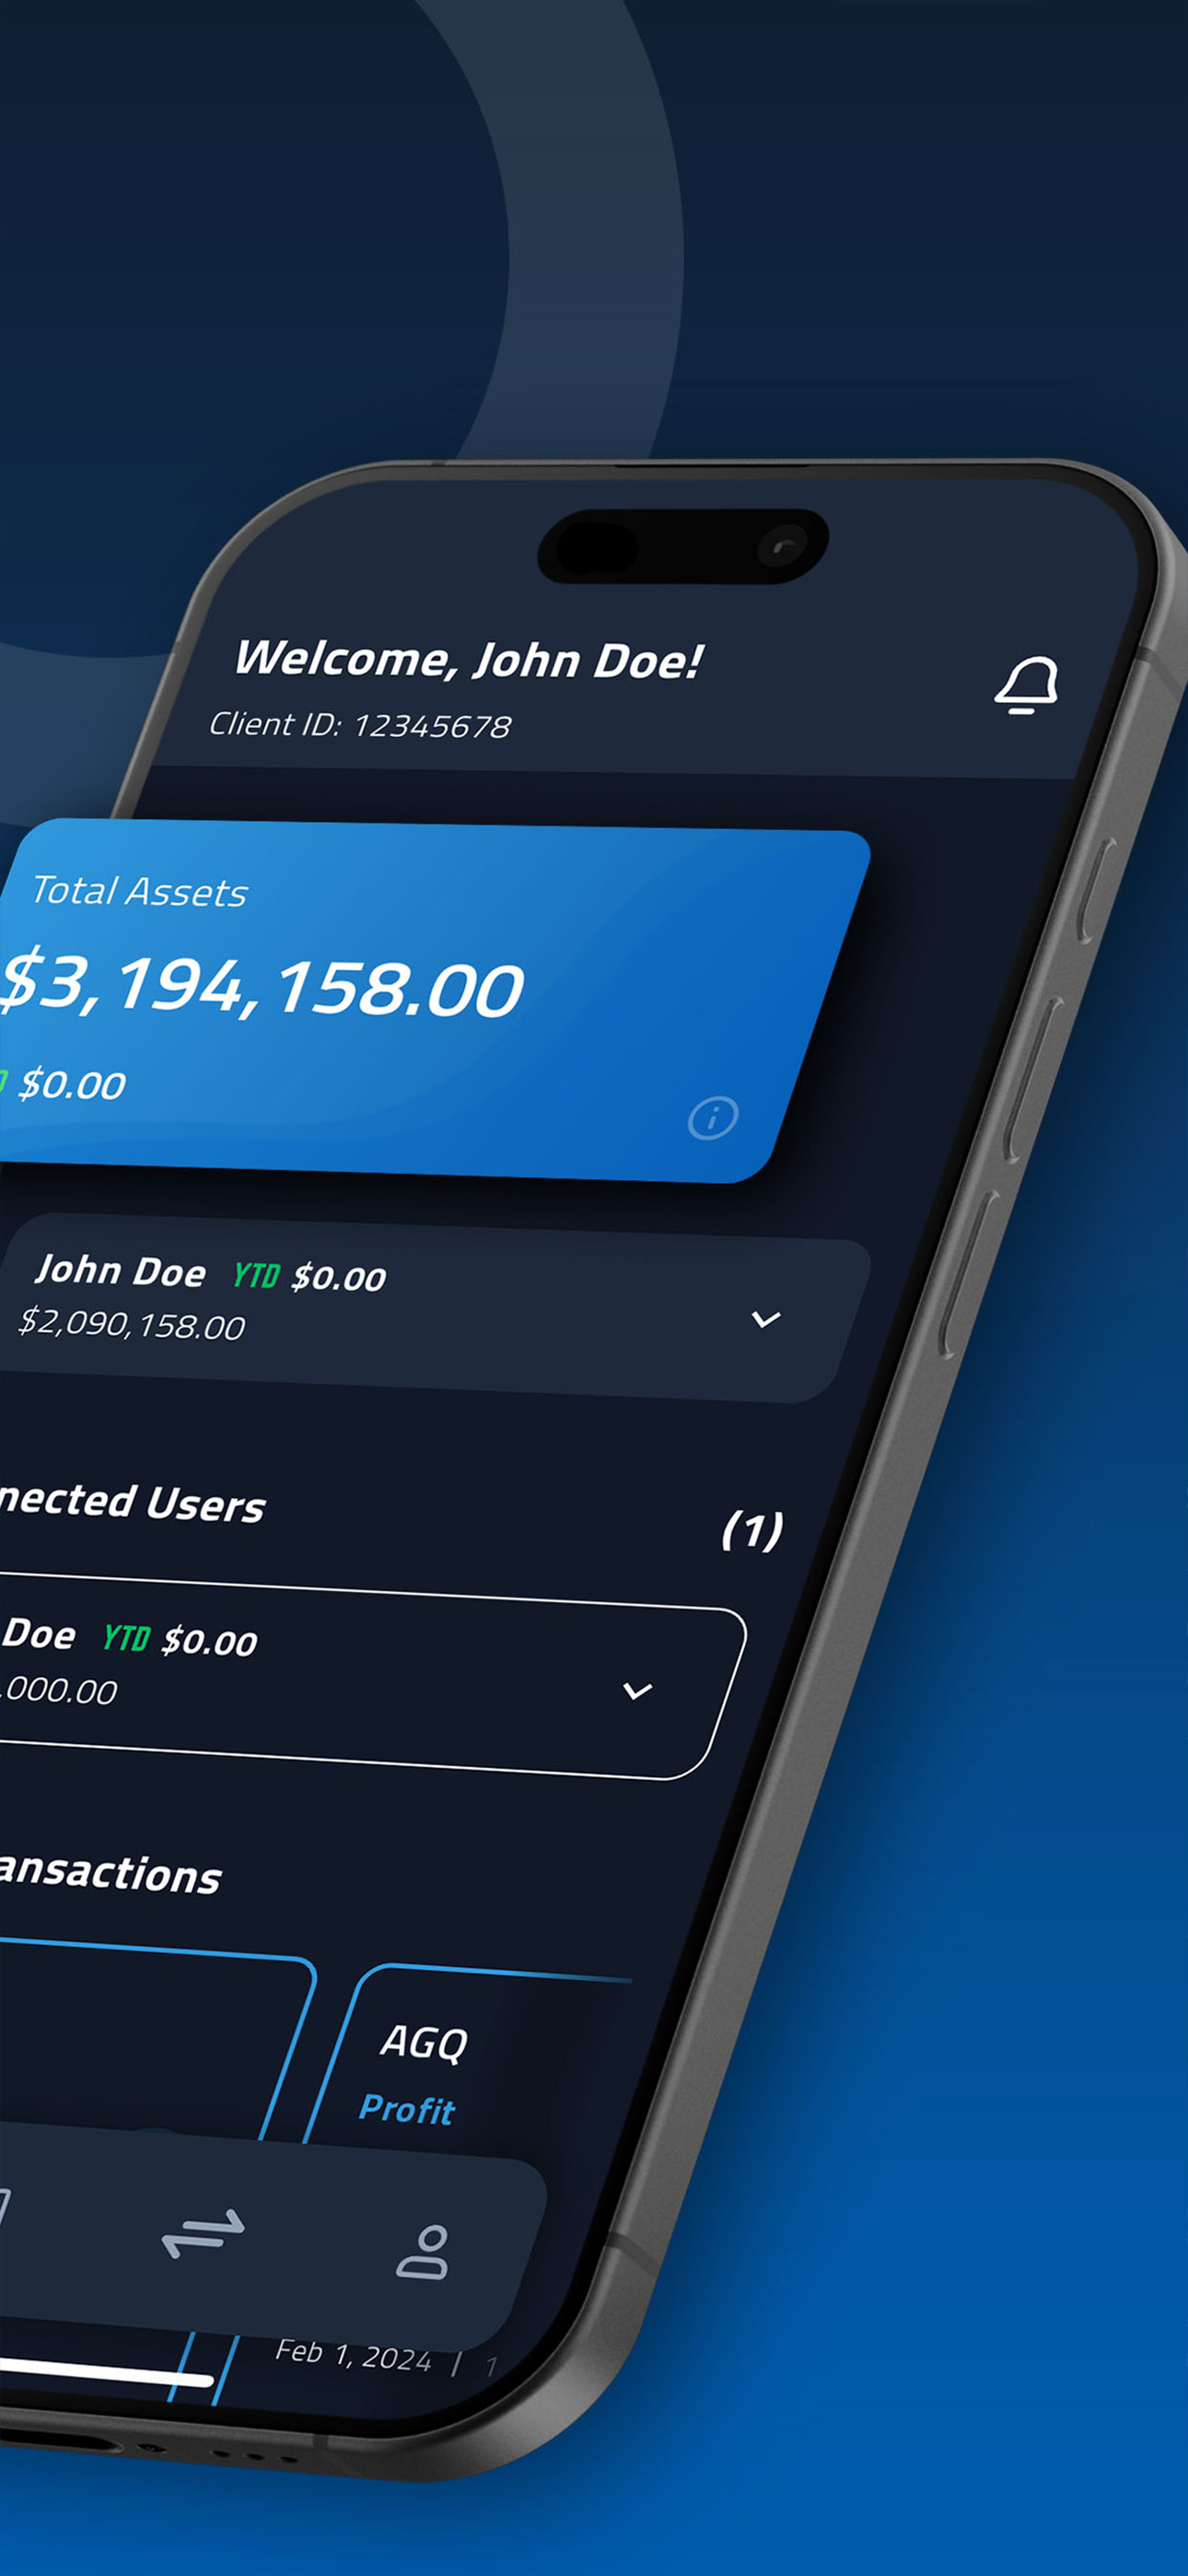 Welcome, John Doe!
Client ID: 12345678
Total Assets
$3,194,158.00
$0.00
John Doe YTD $0.00
$2,090,158.00
nected Users
(1)
Doe YTD $0.00
,000.00
ansactions
AGQ
Profit
Feb 1, 2024 | 1